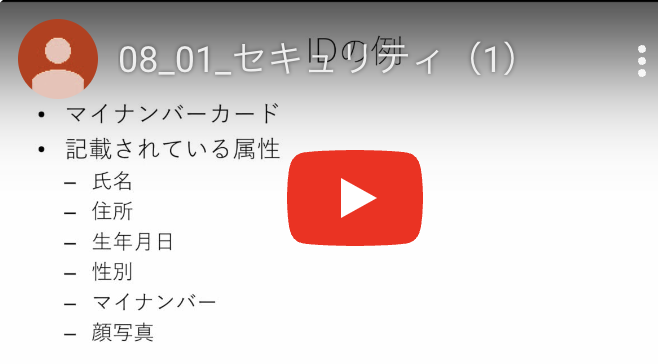 IDの例
08_01_セキュリティ（1）
• マイナンバーカード
• 記載されている属性
– 氏名
– 住所
– 生年月日
– 性別
– マイナンバー
– 顔写真